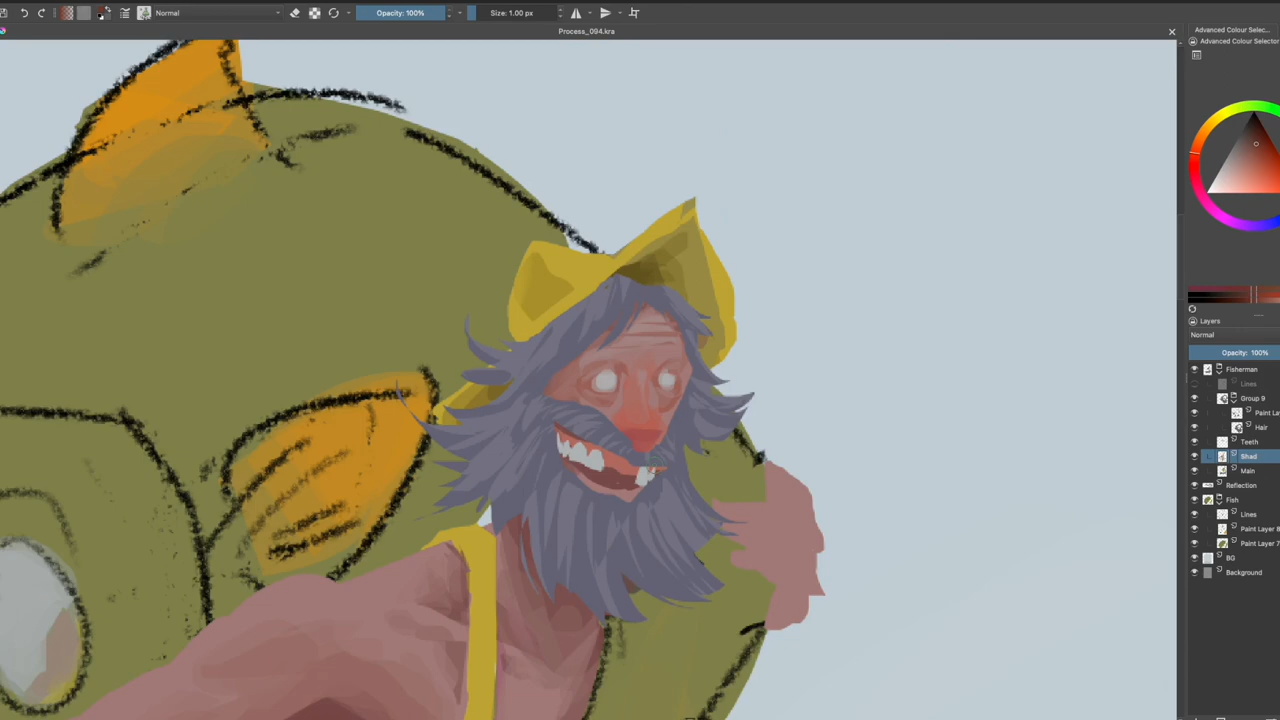 Normal
Opacity: 100%
Size: 1.00 px
Process_094.kra
Advanced Colour Selec...
Advanced Colour Selector
Layers
Normal
Opacity: 100%
Fisherman
Lines
Group 9
Paint La
Hair
Teeth
Shad
Main
Reflection
Fish
Lines
Paint Layer 8
Paint Layer 7
BG
Background